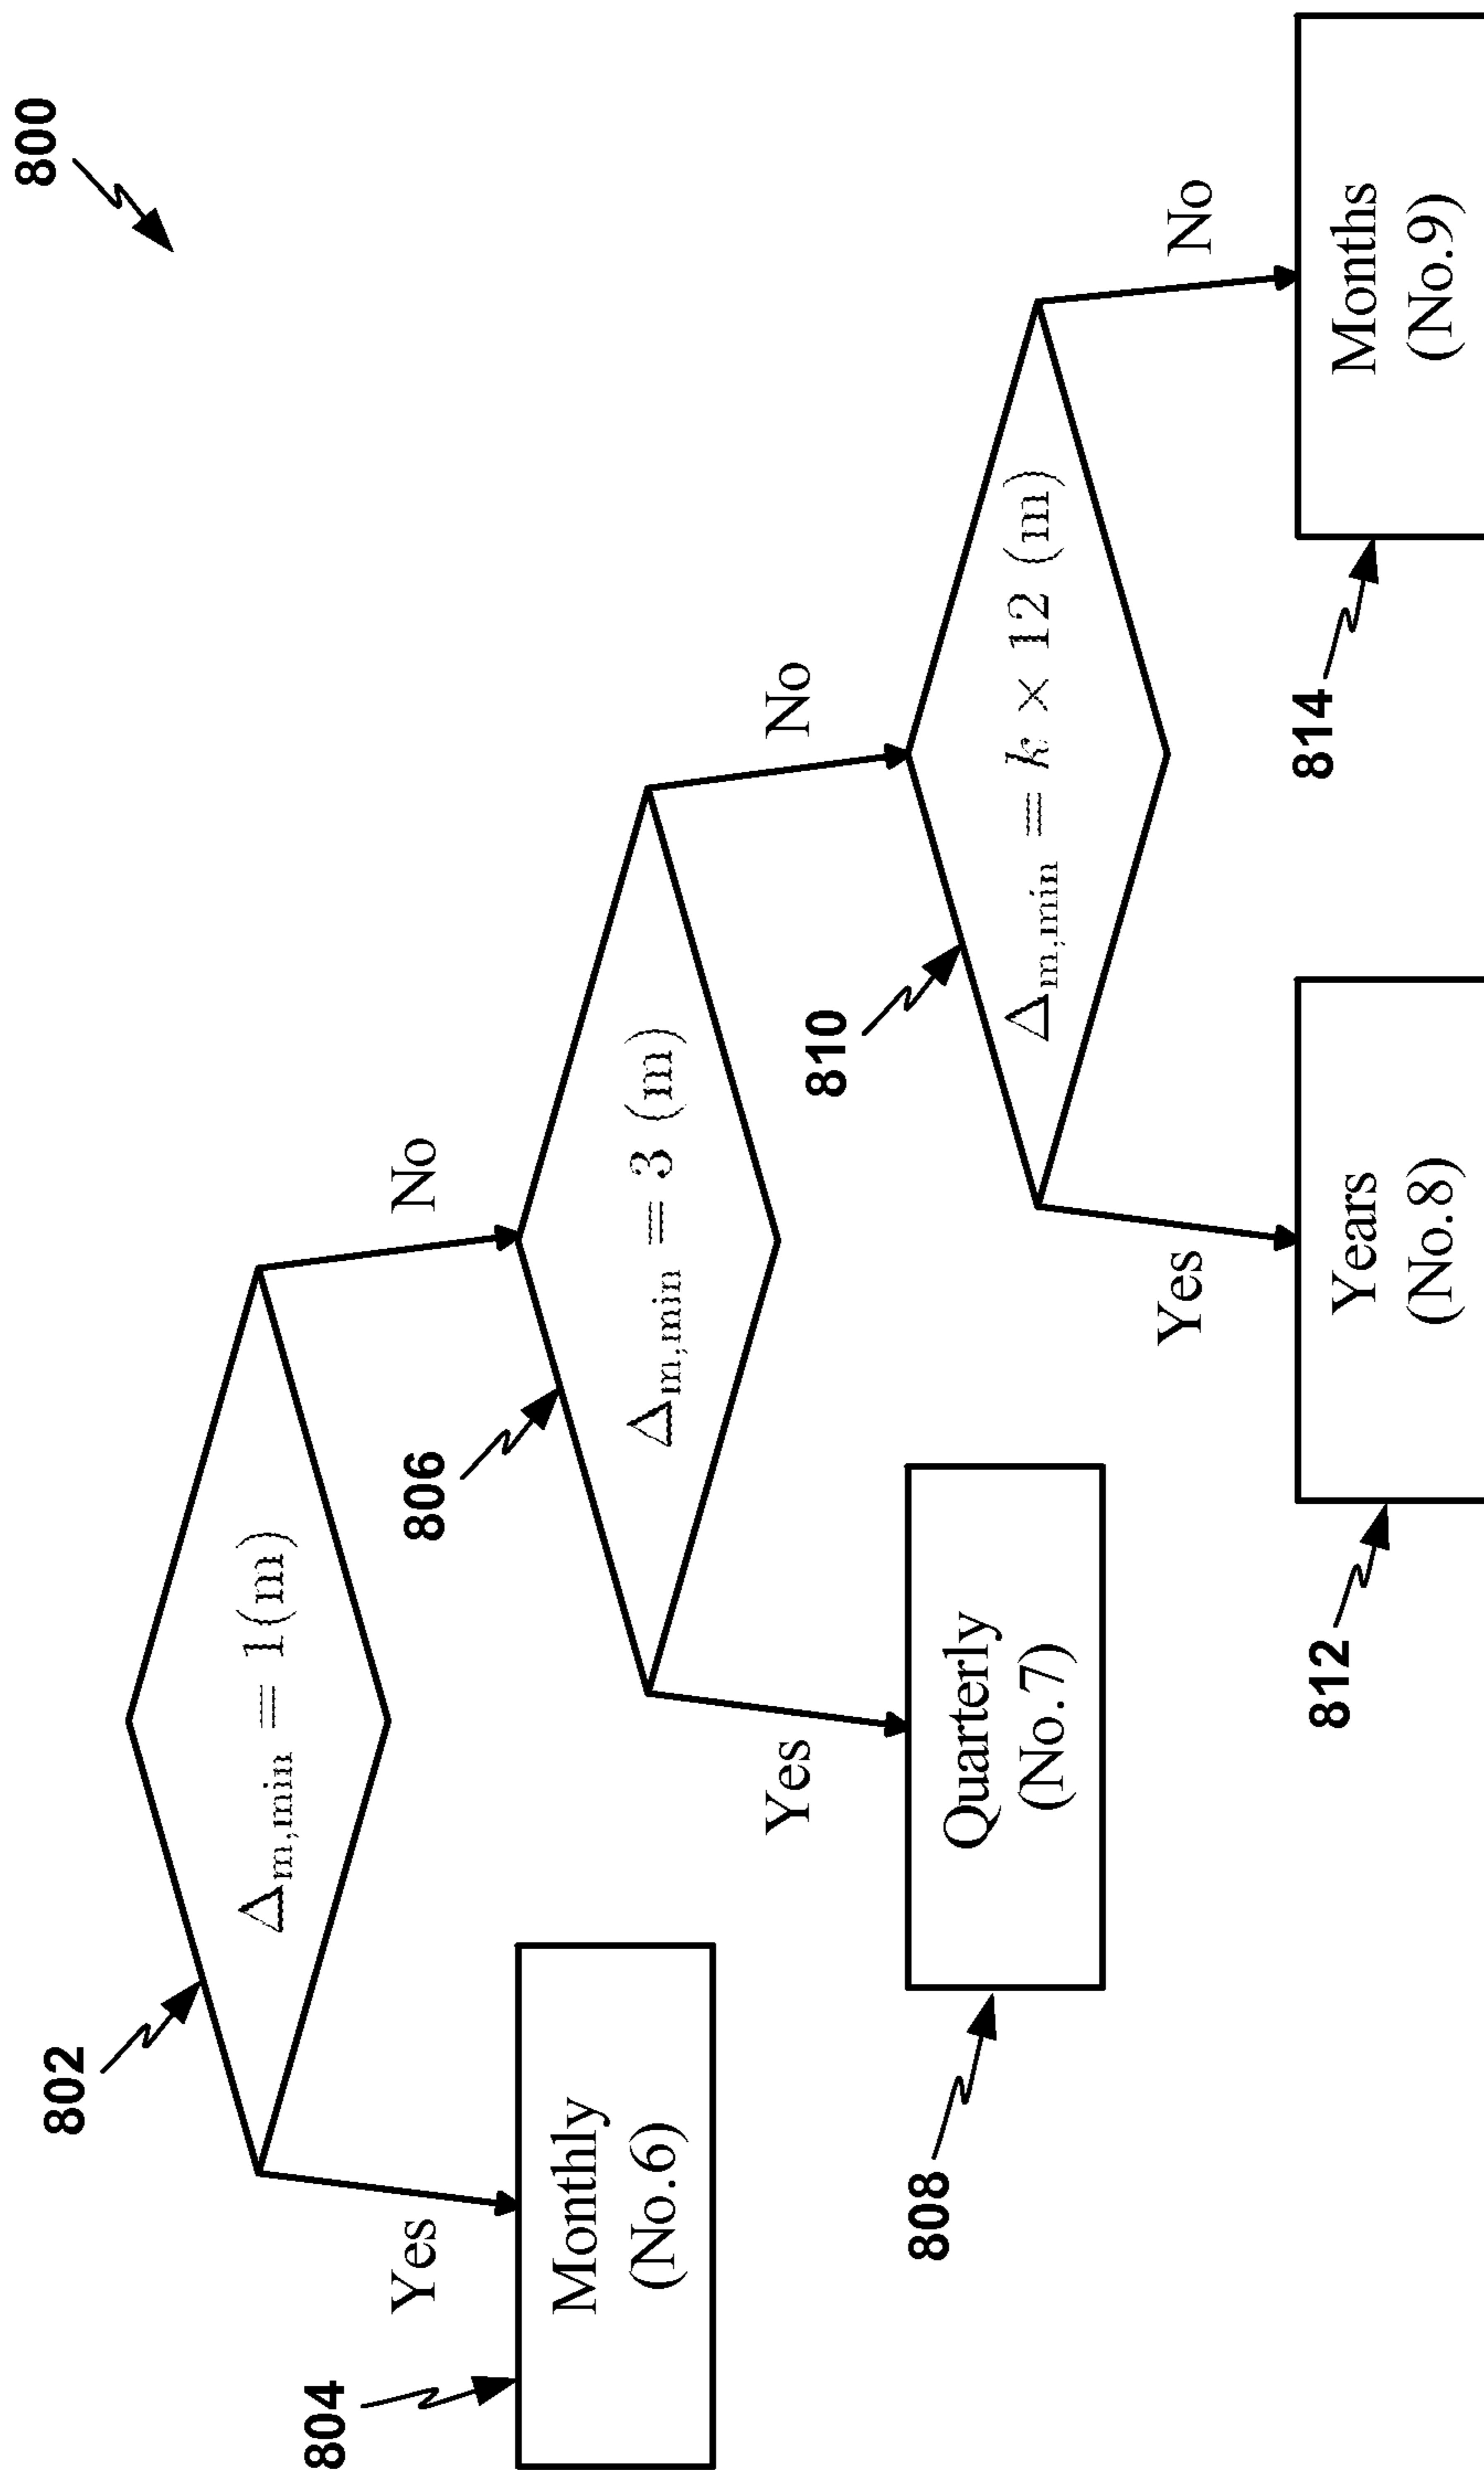 800
802
Δm,min = 1(m)
Yes
No
804
Monthly
(No.6)
806
Δm,min = 3 (m)
Yes
No
808
Quarterly
(No.7)
810
Δm,min = k × 12 (m)
Yes
No
812
Years
(No.8)
814
Months
(No.9)